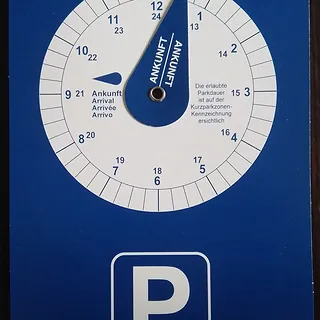 12
24
1
13
2
14
3
15
4
16
5
17
6
18
7
19
8
20
9
21
10
22
11
23
ANKUNFT
ANKUNFT
Ankunft
Arrival
Arrivée
Arrivo
Die erlaubte
Parkdauer
ist auf der
Kurzparkzonen-
Kennzeichnung
ersichtlich
P